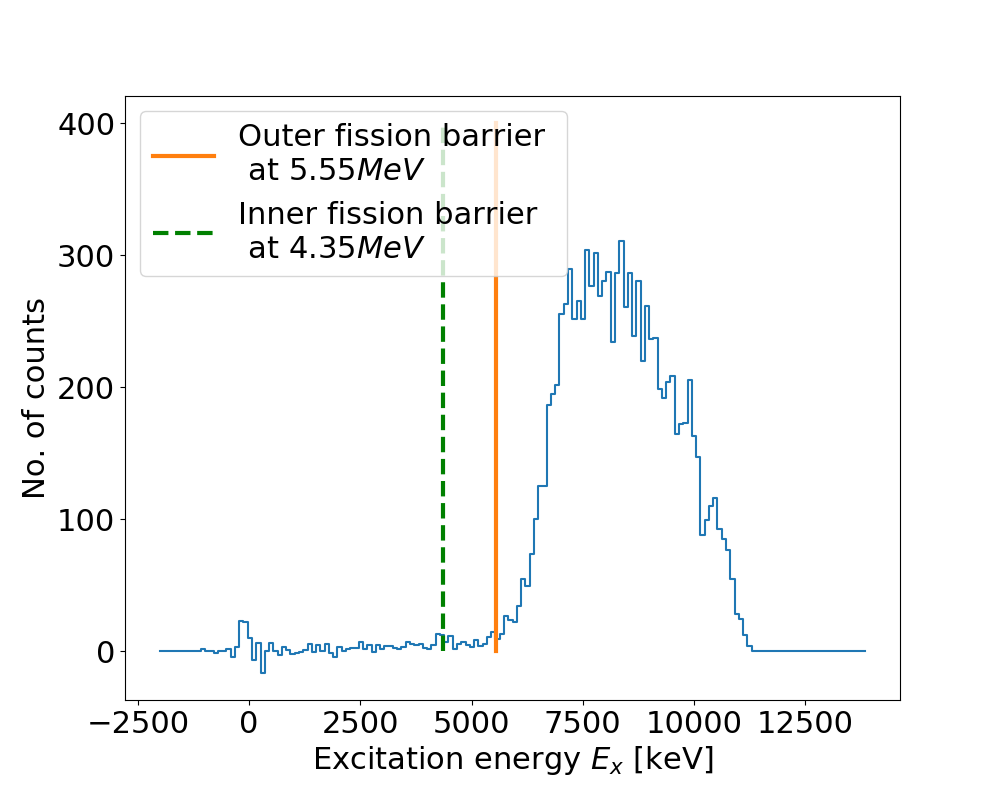 Outer fission barrier
at 5.55MeV
Inner fission barrier
at 4.35MeV
400
300
200
100
0
No. of counts
−2500 0 2500 5000 7500 10000 12500
Excitation energy Eₓ [keV]